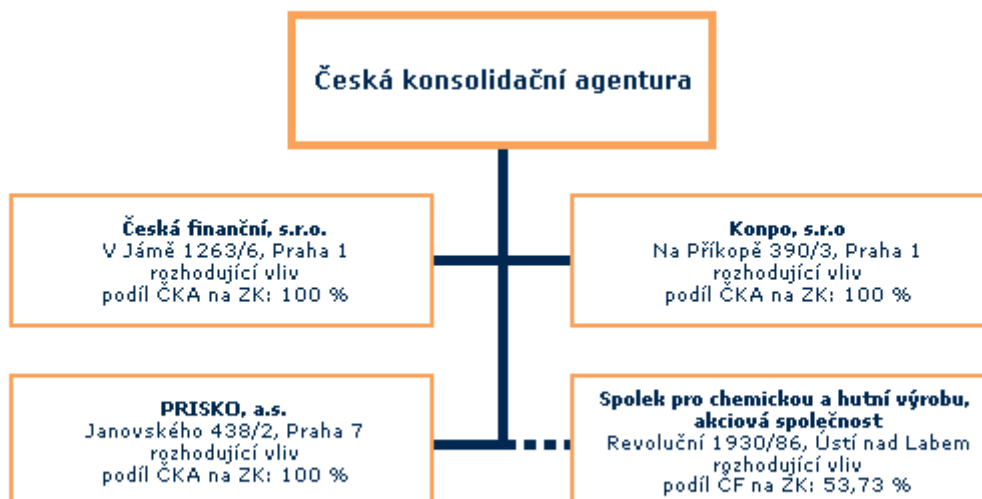 Česká konsolidační agentura
Česká finanční, s.r.o.
V Jámě 1263/6, Praha 1
rozhodující vliv
podíl ČKA na ZK: 100 %
Konpo, s.r.o
Na Příkopě 390/3, Praha 1
rozhodující vliv
podíl ČKA na ZK: 100 %
PRISKO, a.s.
Janovského 438/2, Praha 7
rozhodující vliv
podíl ČKA na ZK: 100 %
Spolek pro chemickou a hutní výrobu,
akciová společnost
Revoluční 1930/86, Ústí nad Labem
rozhodující vliv
podíl ČF na ZK: 53,73 %